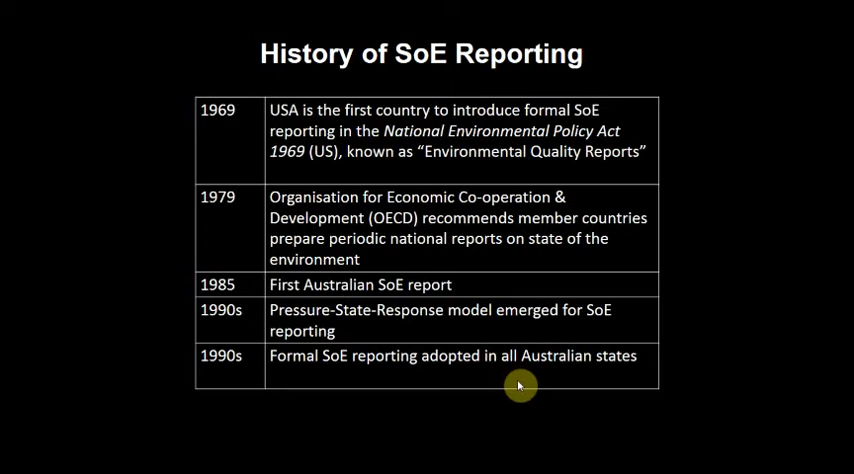 History of SoE Reporting
1969
USA is the first country to introduce formal SoE
reporting in the National Environmental Policy Act
1969 (US), known as “Environmental Quality Reports”
1979
Organisation for Economic Co-operation &
Development (OECD) recommends member countries
prepare periodic national reports on state of the
environment
1985
First Australian SoE report
1990s
Pressure-State-Response model emerged for SoE
reporting
1990s
Formal SoE reporting adopted in all Australian states